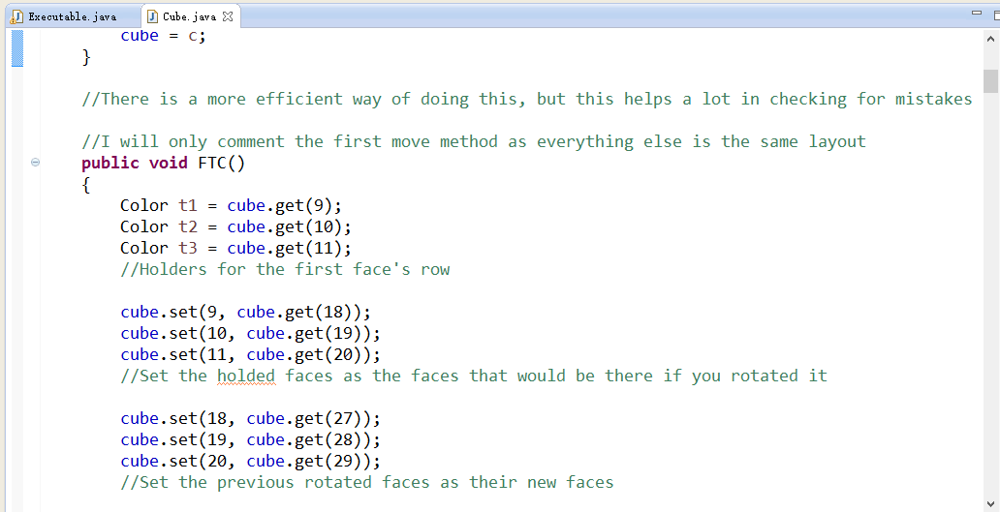 Executable.java
Cube.java
cube = c;
}
//There is a more efficient way of doing this, but this helps a lot in checking for mistakes
//I will only comment the first move method as everything else is the same layout
public void FTC()
{
Color t1 = cube.get(9);
Color t2 = cube.get(10);
Color t3 = cube.get(11);
//Holders for the first face's row
cube.set(9, cube.get(18));
cube.set(10, cube.get(19));
cube.set(11, cube.get(20));
//Set the holded faces as the faces that would be there if you rotated it
cube.set(18, cube.get(27));
cube.set(19, cube.get(28));
cube.set(20, cube.get(29));
//Set the previous rotated faces as their new faces